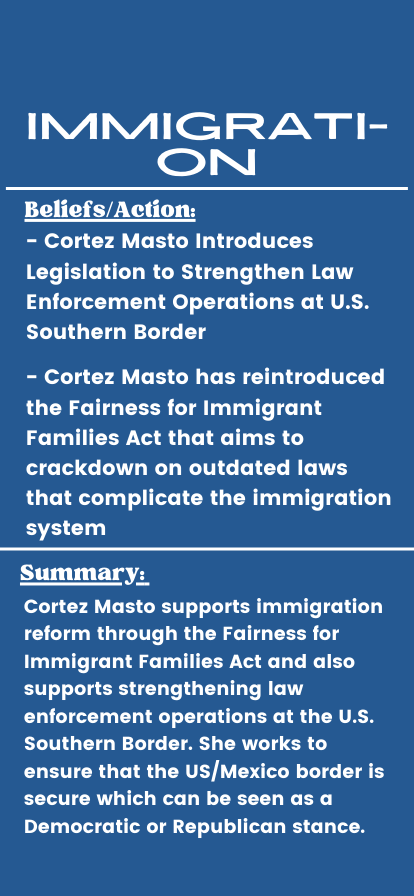 IMMIGRATI-
ON
Beliefs/Action:
- Cortez Masto Introduces
Legislation to Strengthen Law
Enforcement Operations at U.S.
Southern Border
- Cortez Masto has reintroduced
the Fairness for Immigrant
Families Act that aims to
crackdown on outdated laws
that complicate the immigration
system
Summary:
Cortez Masto supports immigration
reform through the Fairness for
Immigrant Families Act and also
supports strengthening law
enforcement operations at the U.S.
Southern Border. She works to
ensure that the US/Mexico border is
secure which can be seen as a
Democratic or Republican stance.